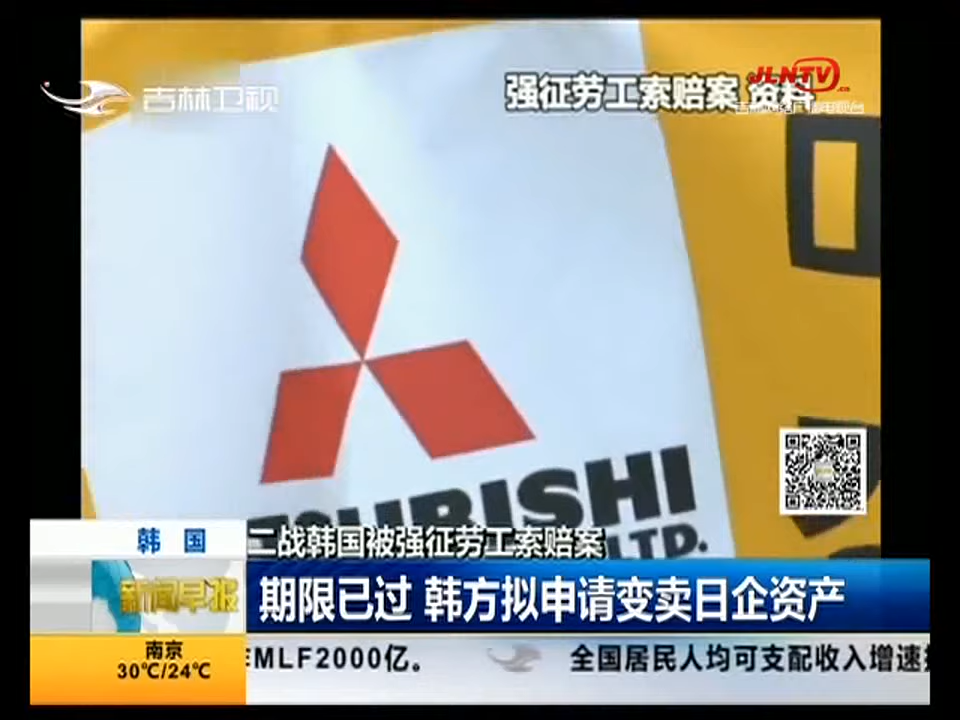 吉林卫视
强征劳工索赔案 资料
JLNTV
.cn
UBISHI
LTD.
韩 国
二战韩国被强征劳工索赔案
新闻早报
期限已过 韩方拟申请变卖日企资产
南京
30℃/24℃
MLF2000亿。
全国居民人均可支配收入增速